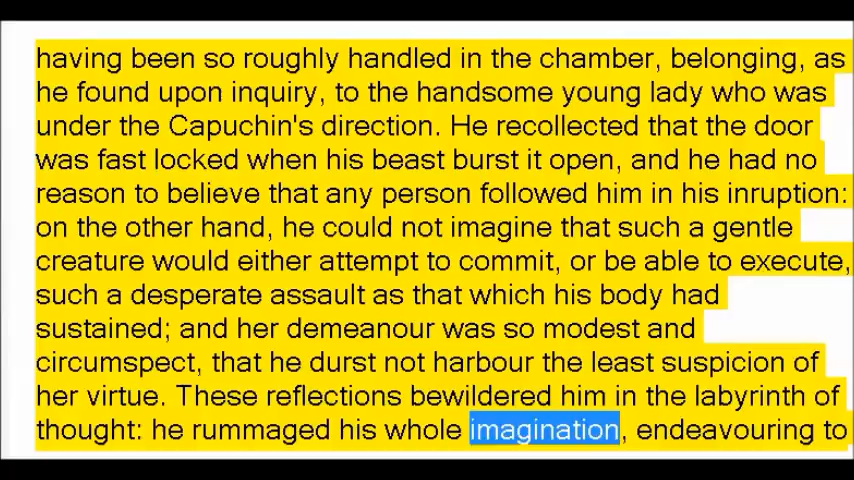 having been so roughly handled in the chamber, belonging, as
he found upon inquiry, to the handsome young lady who was
under the Capuchin's direction. He recollected that the door
was fast locked when his beast burst it open, and he had no
reason to believe that any person followed him in his inruption:
on the other hand, he could not imagine that such a gentle
creature would either attempt to commit, or be able to execute,
such a desperate assault as that which his body had
sustained; and her demeanour was so modest and
circumspect, that he durst not harbour the least suspicion of
her virtue. These reflections bewildered him in the labyrinth of
thought: he rummaged his whole imagination, endeavouring to